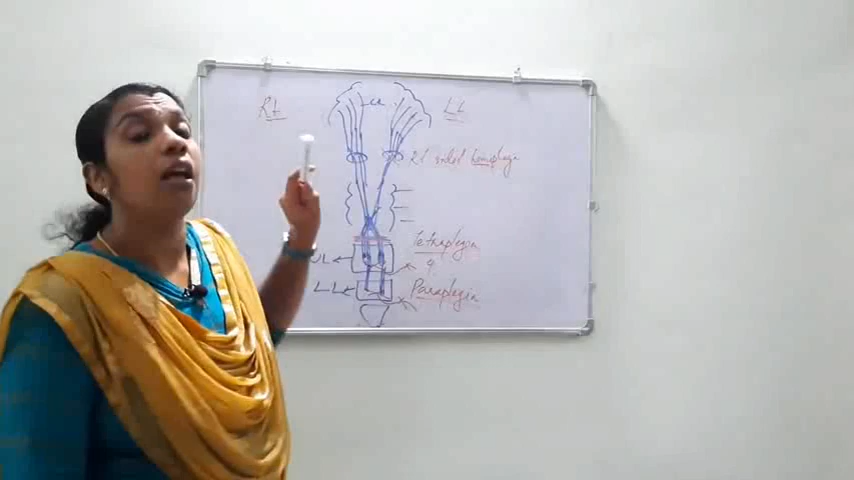 Rt
Lt
Rt sided hemiplegia
Tetraplegia
UL
LL
Paraplegia